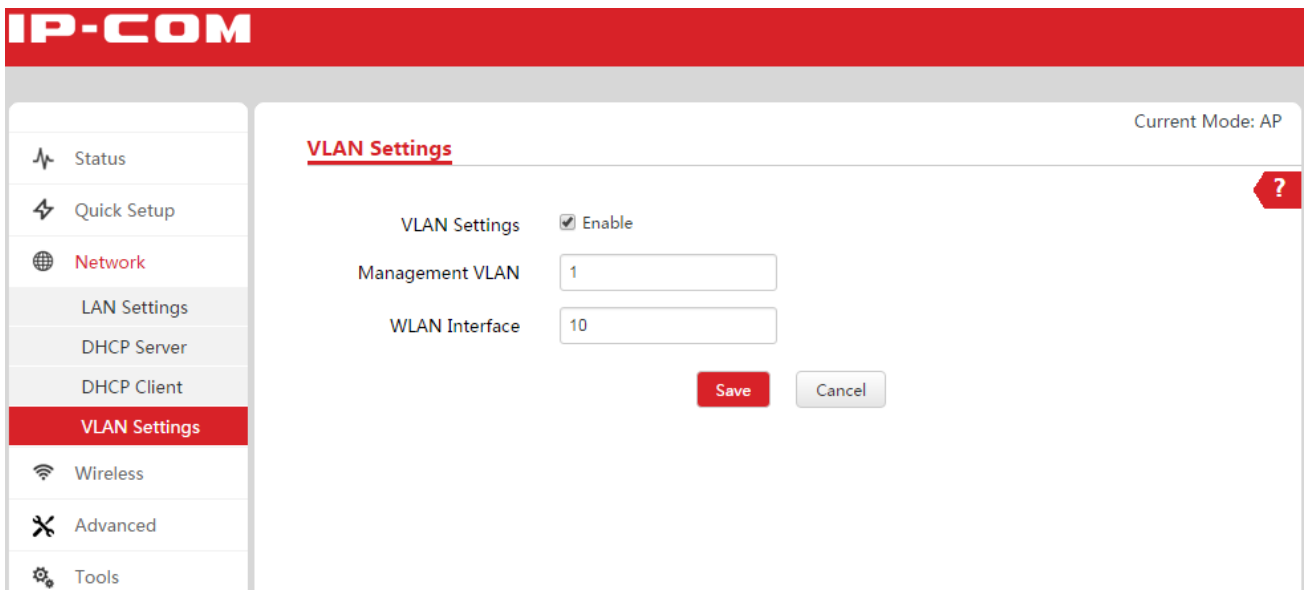 IP-COM
Current Mode: AP
Status
Quick Setup
Network
LAN Settings
DHCP Server
DHCP Client
VLAN Settings
Wireless
Advanced
Tools
VLAN Settings
?
VLAN Settings Enable
Management VLAN 1
WLAN Interface 10
Save Cancel